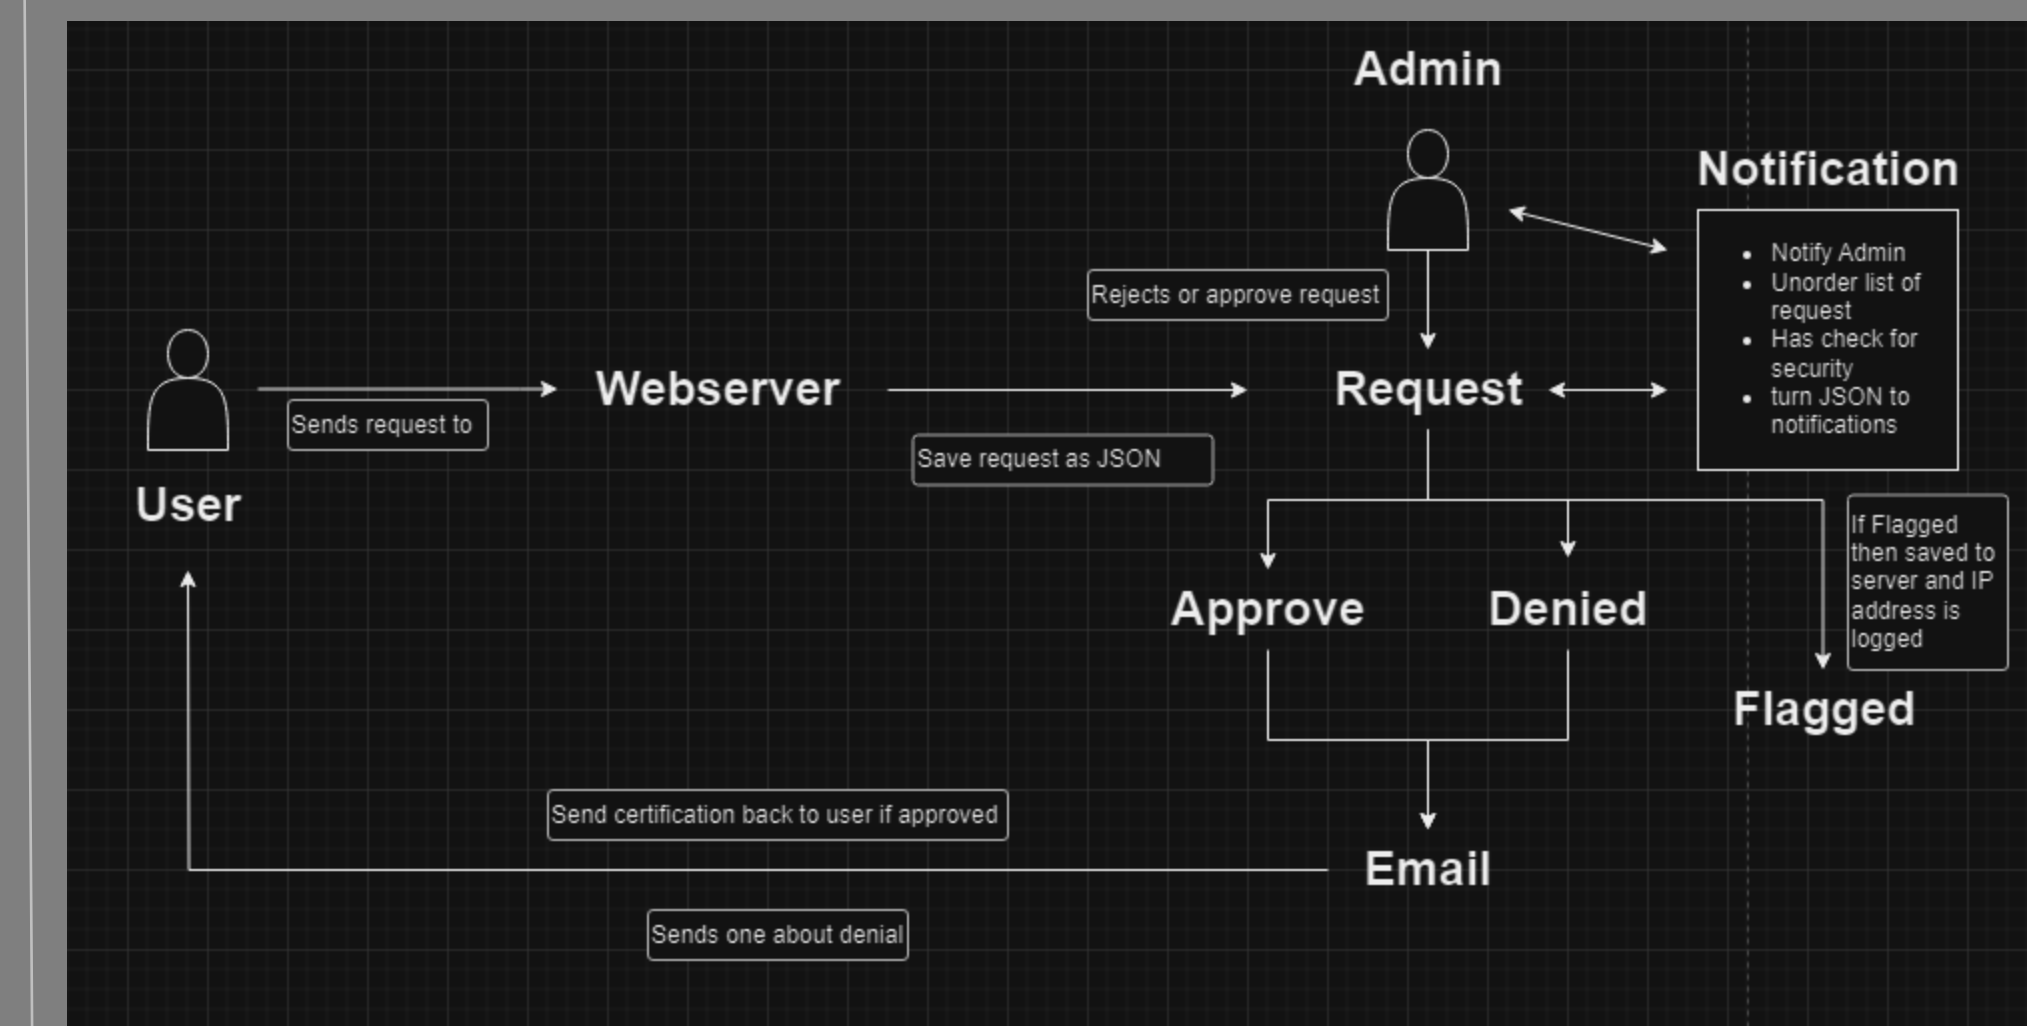 Admin
Notification
• Notify Admin
• Unorder list of
request
• Has check for
security
• turn JSON to
notifications
Rejects or approve request
User
Sends request to
Webserver
Save request as JSON
Request
If Flagged
then saved to
server and IP
address is
logged
Approve
Denied
Flagged
Send certification back to user if approved
Email
Sends one about denial